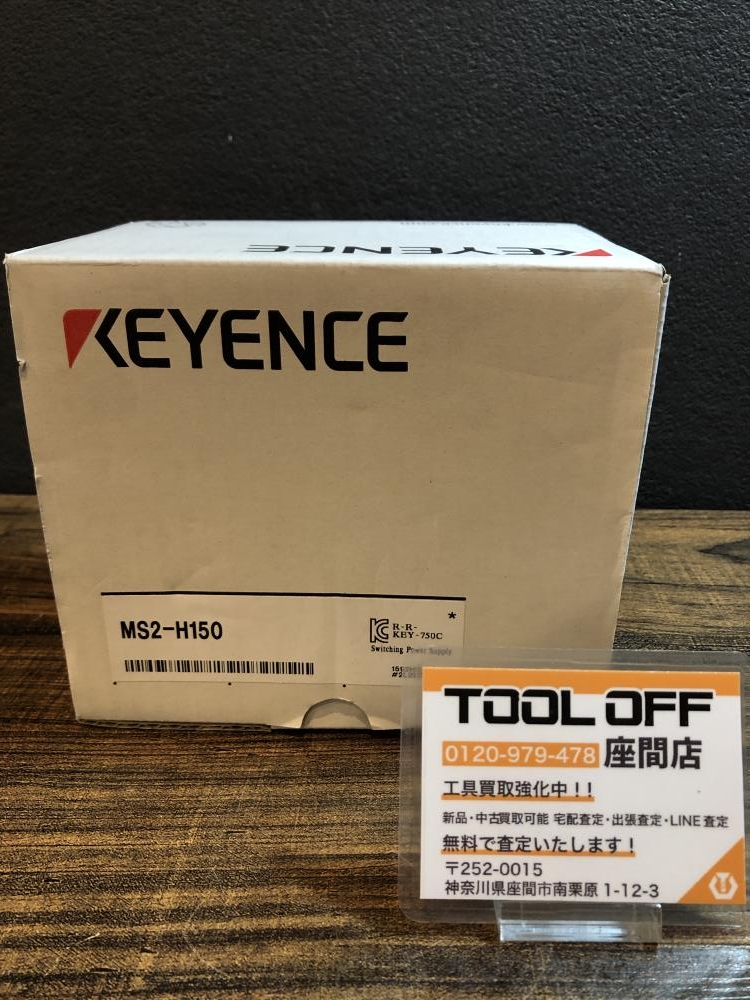 KEYENCE
KEYENCE
MS2-H150
R-R-
KEY-750C
*
Switching Power Supply
TOOL OFF
0120-979-478 座間店
工具買取強化中！！
新品・中古買取可能 宅配査定・出張査定・LINE査定
無料で査定いたします！
〒252-0015
神奈川県座間市南栗原1-12-3